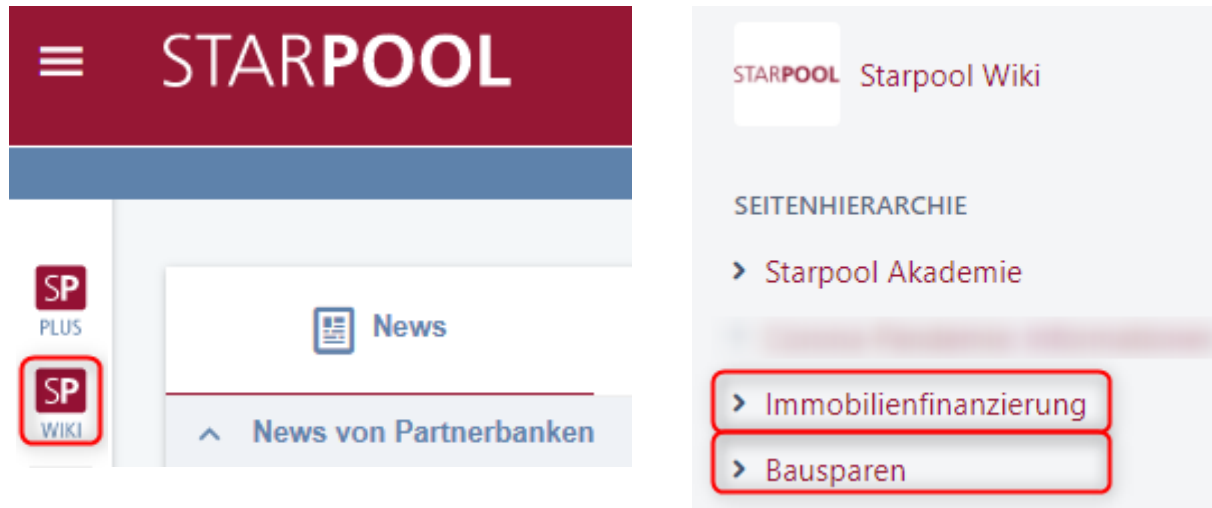 STARPOOL
SP
PLUS
News
SP
WIKI
News von Partnerbanken
STARPOOL Starpool Wiki
SEITENHIERARCHIE
Starpool Akademie
Immobilienfinanzierung
Bausparen